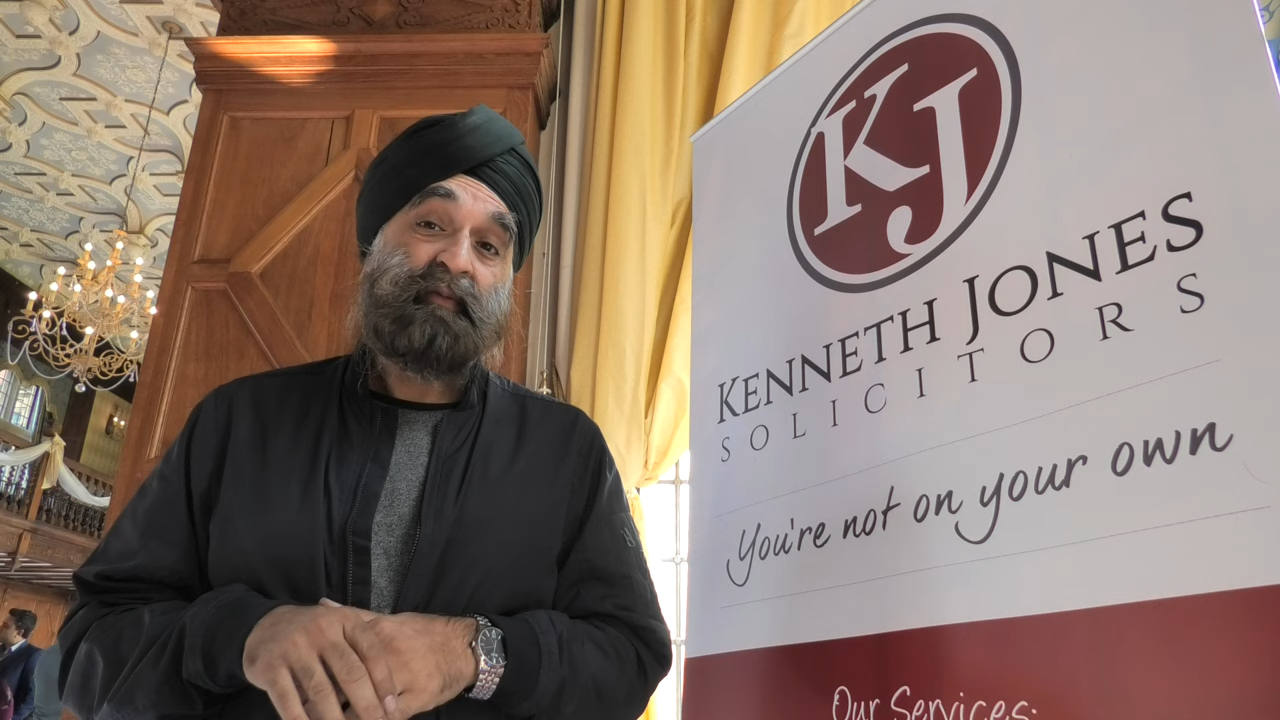 KJ
KENNETH JONES
SOLICITORS
You're not on your own
Our Services: